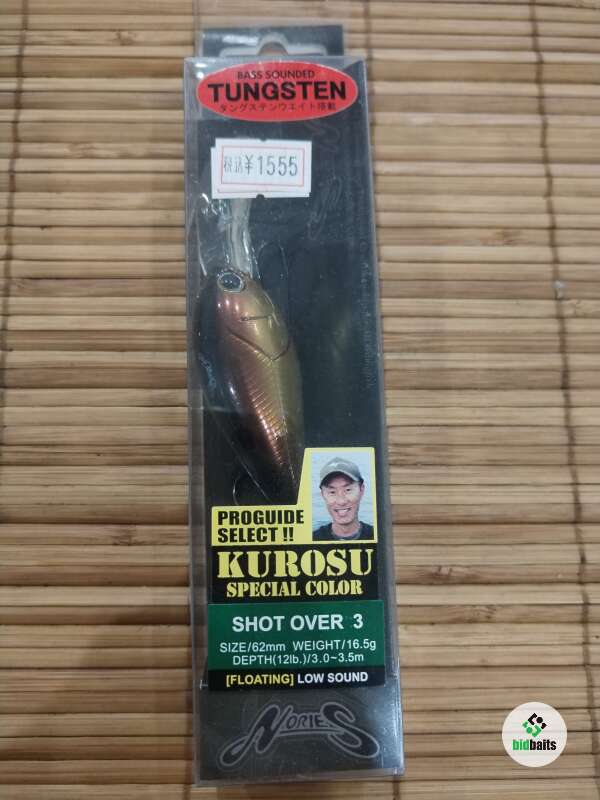 BASS SOUNDED
TUNGSTEN
タングステンウエイト搭載
税込¥1555
PROGUIDE
SELECT !!
KUROSU
SPECIAL COLOR
SHOT OVER 3
SIZE/62mm WEIGHT/16.5g
DEPTH(12lb.)/3.0~3.5m
[FLOATING] LOW SOUND
NORIES
bidbaits